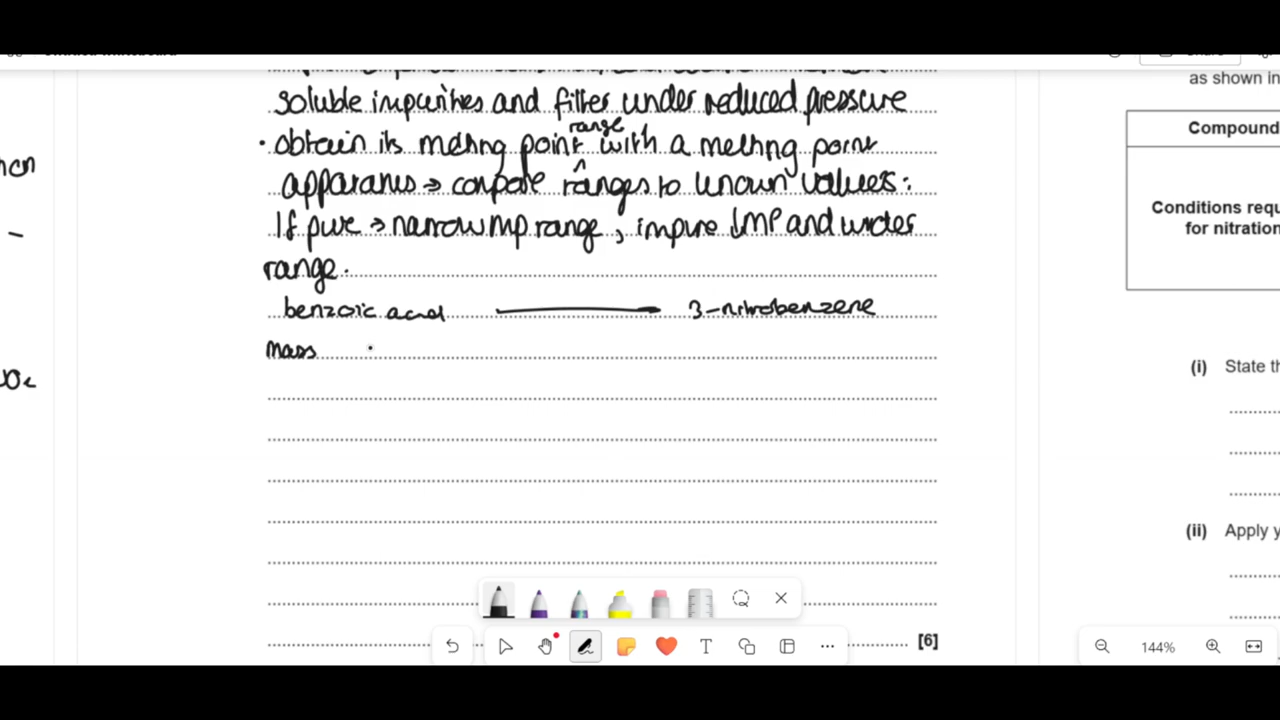 soluble impurities and filter under reduced pressure
range
• obtain its melting point ^ with a melting point
apparatus → compare ranges to known values:
If pure → narrow mp range, impure ↓MP and wider
range.
benzoic acid → 3-nitrobenzene
Mass
[6]
as shown in
Compound
Conditions requ
for nitration
(i) State th
(ii) Apply y
144%